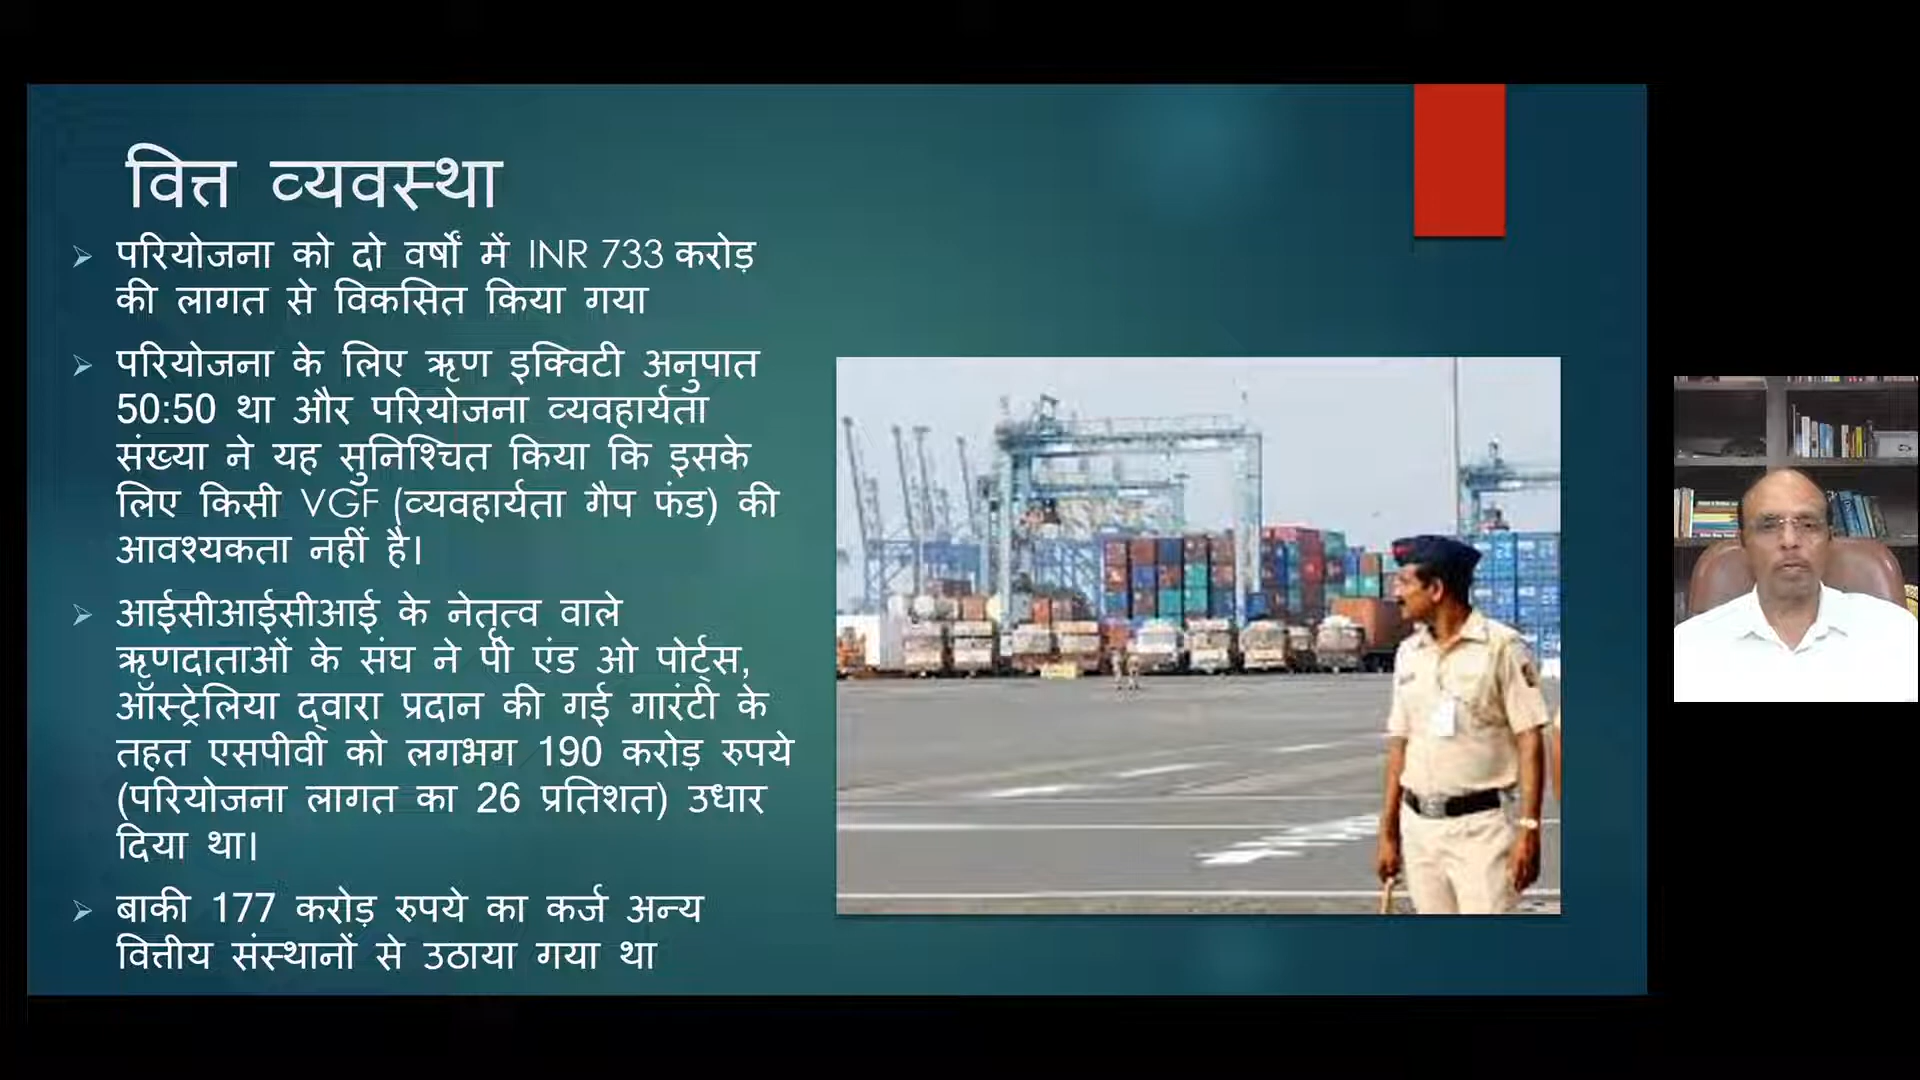 वित्त व्यवस्था
परियोजना को दो वर्षों में INR 733 करोड़
की लागत से विकसित किया गया
परियोजना के लिए ऋण इक्विटी अनुपात
50:50 था और परियोजना व्यवहार्यता
संख्या ने यह सुनिश्चित किया कि इसके
लिए किसी VGF (व्यवहार्यता गैप फंड) की
आवश्यकता नहीं है।
आईसीआईसीआई के नेतृत्व वाले
ऋणदाताओं के संघ ने पी एंड ओ पोर्ट्स,
ऑस्ट्रेलिया द्वारा प्रदान की गई गारंटी के
तहत एसपीवी को लगभग 190 करोड़ रुपये
(परियोजना लागत का 26 प्रतिशत) उधार
दिया था।
बाकी 177 करोड़ रुपये का कर्ज अन्य
वित्तीय संस्थानों से उठाया गया था